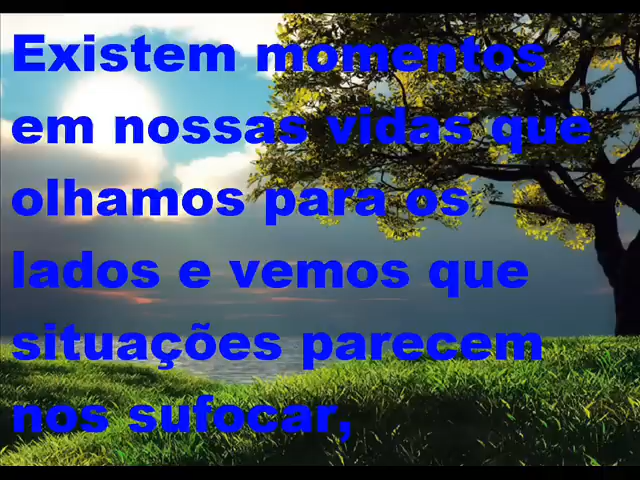 Existem momentos
em nossas vidas que
olhamos para os
lados e vemos que
situações parecem
nos sufocar,